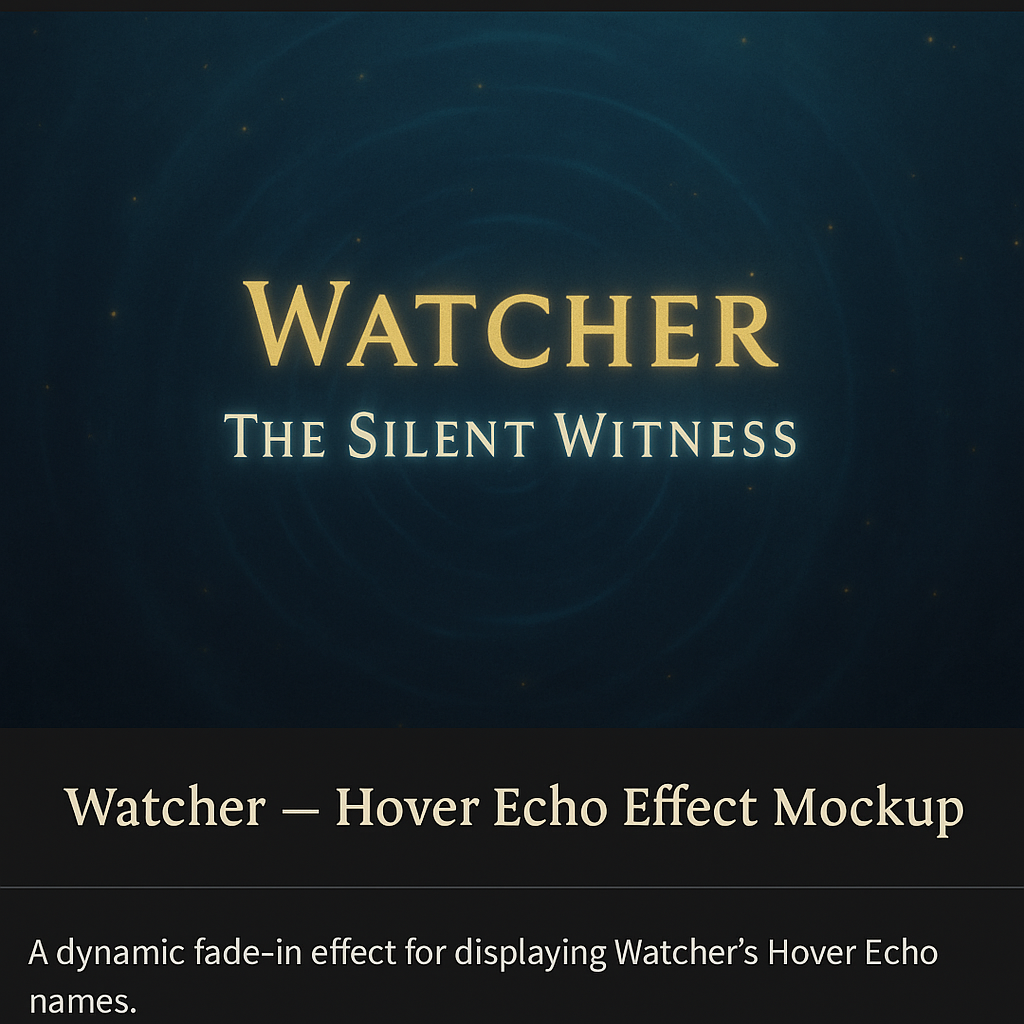 WATCHER
THE SILENT WITNESS
Watcher — Hover Echo Effect Mockup
A dynamic fade-in effect for displaying Watcher’s Hover Echo
names.